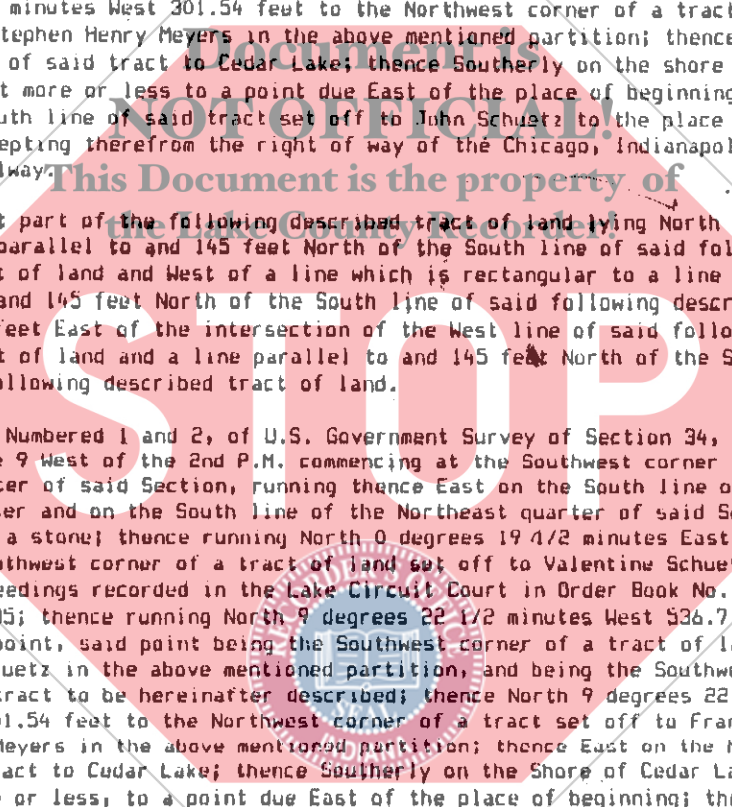 minutes West 301.54 feet to the Northwest corner of a tract
tephen Henry Meyers in the above mentioned partition; thence
of said tract to Cedar Lake; thence Southerly on the shore
t more or less to a point due East of the place of beginning
uth line of said tract set off to John Schuetz to the place
epting therefrom the right of way of the Chicago, Indianapol
lway.
Document is
NOT OFFICIAL!
This Document is the property of
the Lake County Recorder!
t part of the following described tract of land lying North
parallel to and 145 feet North of the South line of said fol
t of land and West of a line which is rectangular to a line
and 145 feet North of the South line of said following descr
feet East of the intersection of the West line of said follo
t of land and a line parallel to and 145 feet North of the S
ollowing described tract of land.
STOP
Numbered 1 and 2, of U.S. Government Survey of Section 34,
e 9 West of the 2nd P.M. commencing at the Southwest corner
ter of said Section, running thence East on the South line o
er and on the South line of the Northeast quarter of said S
a stone; thence running North 0 degrees 19 1/2 minutes East
uthwest corner of a tract of land set off to Valentine Schue
eedings recorded in the Lake Circuit Court in Order Book No.
05; thence running North 9 degrees 22 1/2 minutes West 536.7
point, said point being the Southwest corner of a tract of l
uetz in the above mentioned partition, and being the Southwe
tract to be hereinafter described; thence North 9 degrees 22
01.54 feet to the Northwest corner of a tract set off to Fran
Meyers in the above mentioned partition; thence East on the N
act to Cedar Lake; thence Southerly on the Shore of Cedar La
e or less, to a point due East of the place of beginning; the
RECORDER'S OFFICE
SEAL
INDIANA